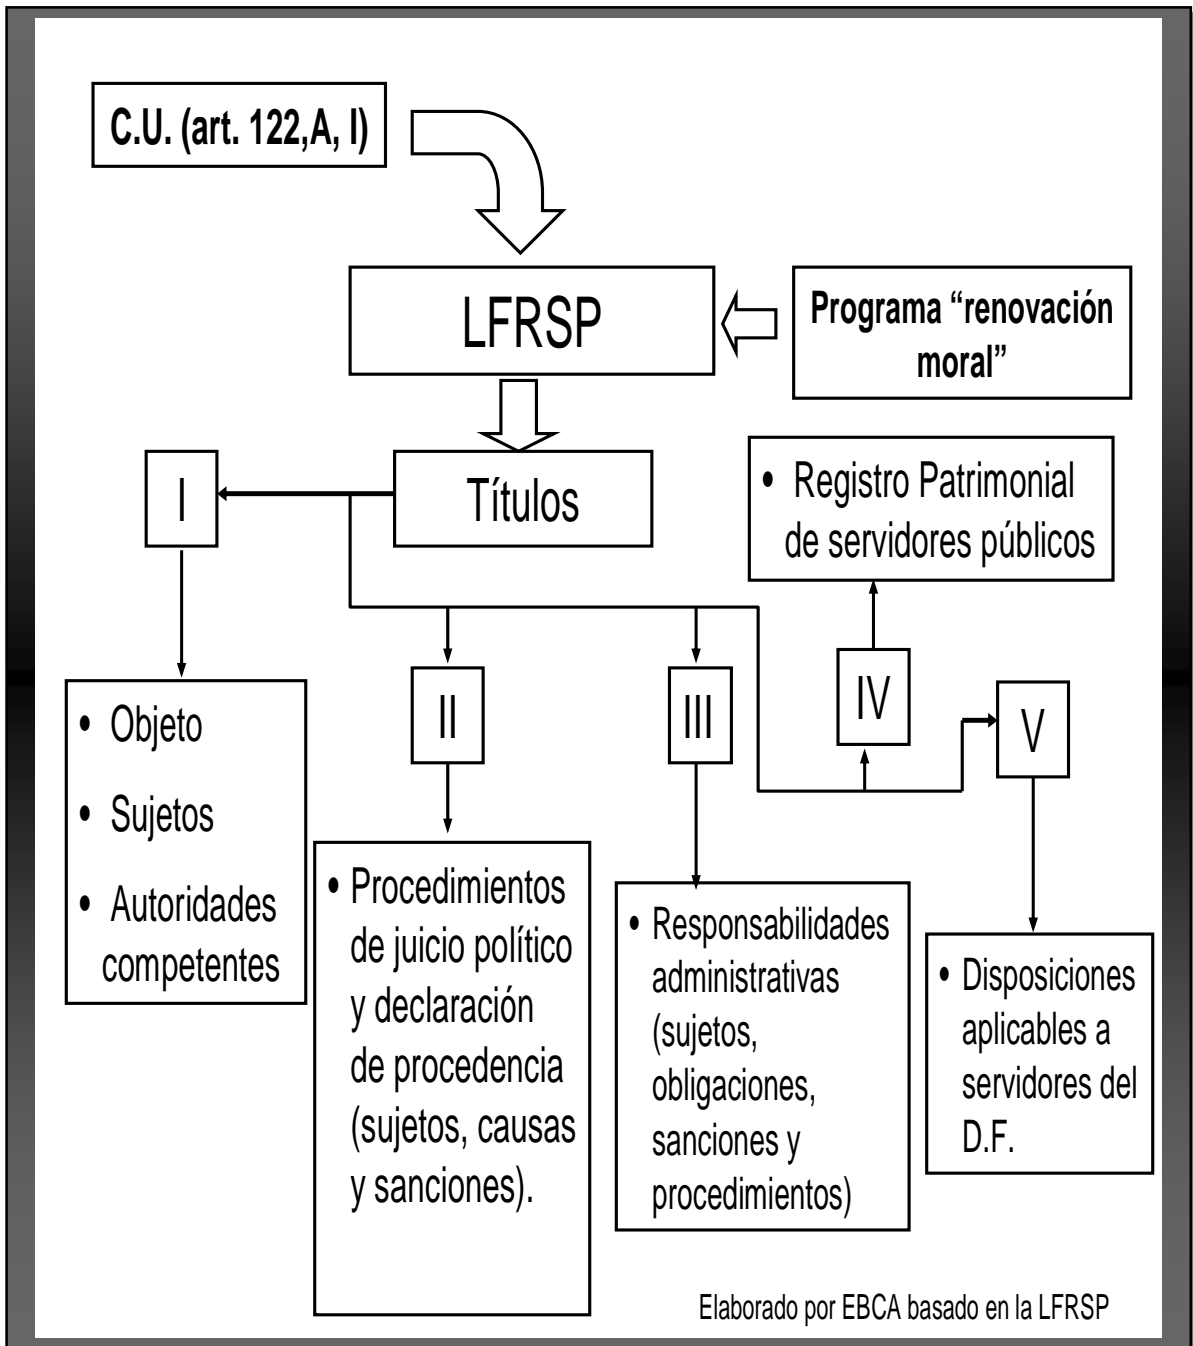 C.U. (art. 122,A, I)
LFRSP
Programa “renovación
moral”
Títulos
I
• Registro Patrimonial
de servidores públicos
II
III
IV
V
• Objeto
• Sujetos
• Autoridades
competentes
• Procedimientos
de juicio político
y declaración
de procedencia
(sujetos, causas
y sanciones).
• Responsabilidades
administrativas
(sujetos,
obligaciones,
sanciones y
procedimientos)
• Disposiciones
aplicables a
servidores del
D.F.
Elaborado por EBCA basado en la LFRSP